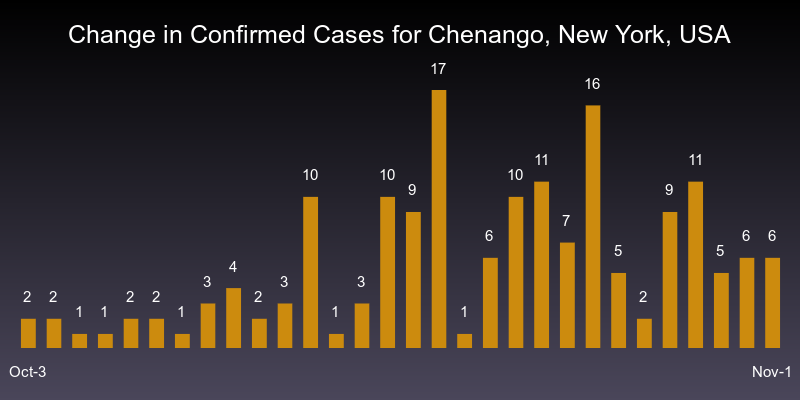 Change in Confirmed Cases for Chenango, New York, USA
2 2 1 1 2 2 1 3 4 2 3 10 1 3 10 9 17 1 6 10 11 7 16 5 2 9 11 5 6 6
Oct-3 Nov-1